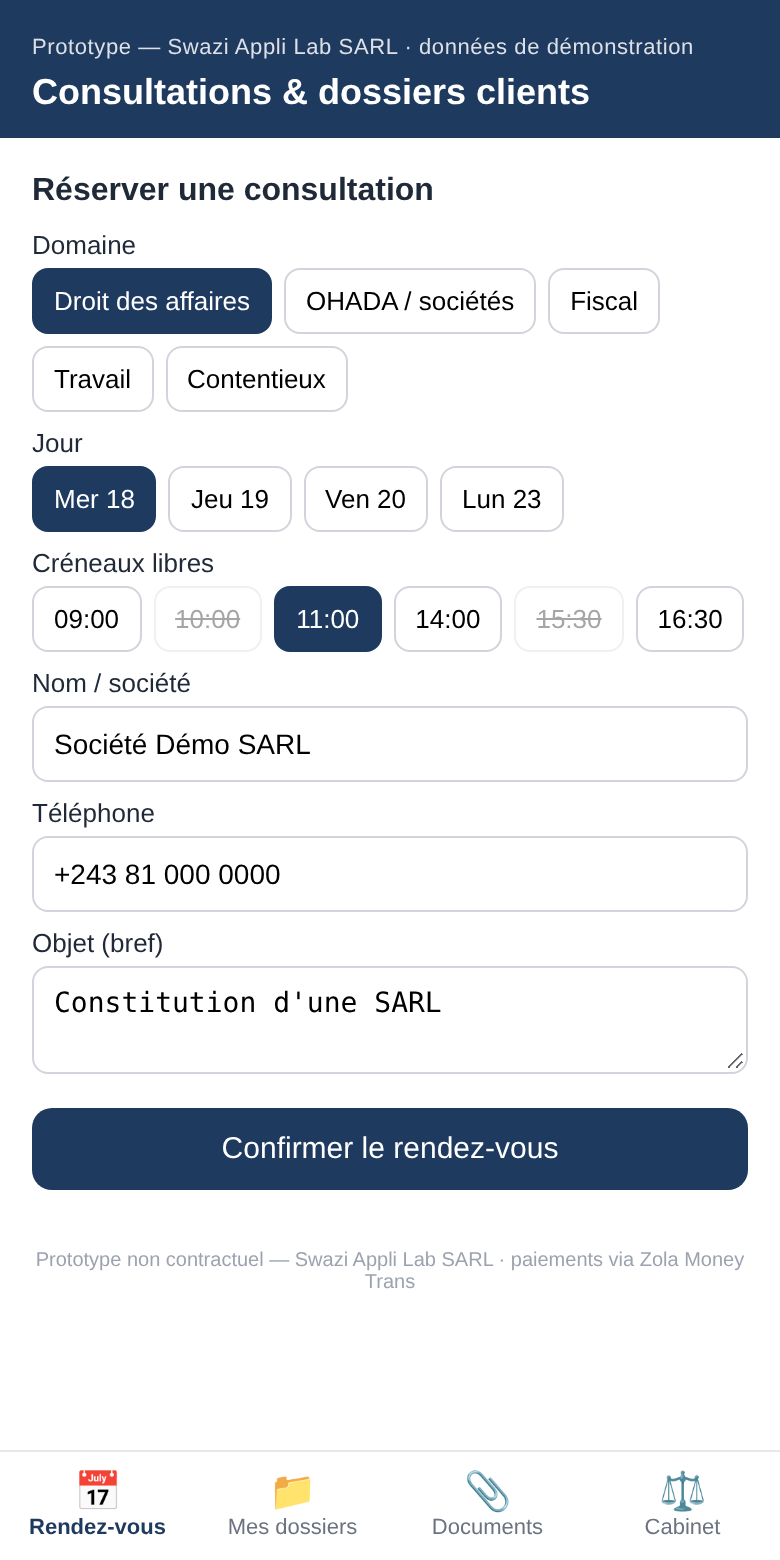 Prototype — Swazi Appli Lab SARL · données de démonstration
Consultations & dossiers clients
Réserver une consultation
Domaine
Droit des affaires OHADA / sociétés Fiscal
Travail Contentieux
Jour
Mer 18 Jeu 19 Ven 20 Lun 23
Créneaux libres
09:00 10:00 11:00 14:00 15:30 16:30
Nom / société
Société Démo SARL
Téléphone
+243 81 000 0000
Objet (bref)
Constitution d'une SARL
Confirmer le rendez-vous
Prototype non contractuel — Swazi Appli Lab SARL · paiements via Zola Money
Trans
July
17
Rendez-vous Mes dossiers Documents Cabinet